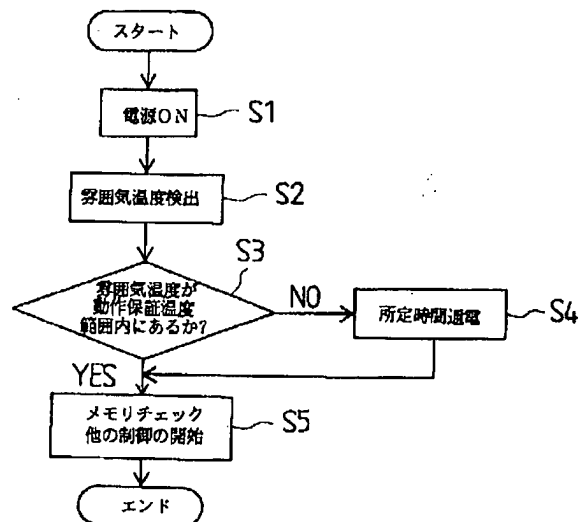 スタート
電源ON
S1
雰囲気温度検出
S2
S3
雰囲気温度が
動作保証温度
範囲内にあるか?
NO
所定時間通電
S4
YES
メモリチェック
他の制御の開始
S5
エンド